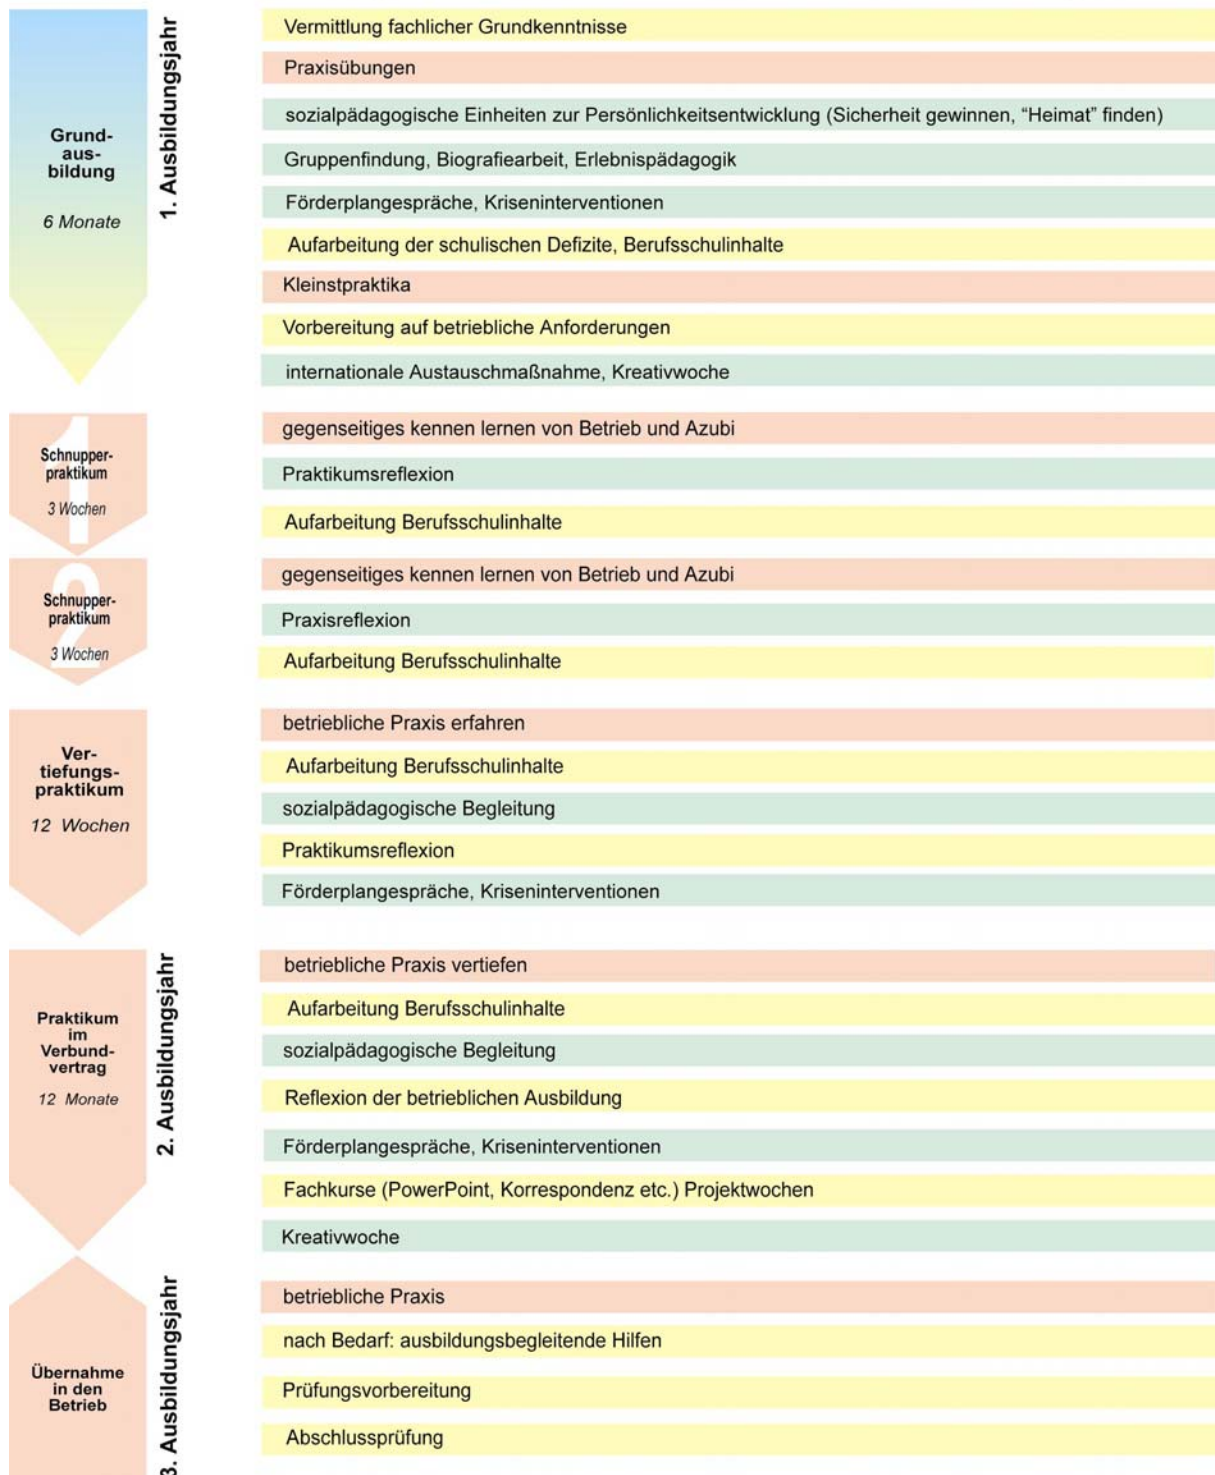 1. Ausbildungsjahr
Grund-
aus-
bildung
6 Monate
Vermittlung fachlicher Grundkenntnisse
Praxisübungen
sozialpädagogische Einheiten zur Persönlichkeitsentwicklung (Sicherheit gewinnen, “Heimat” finden)
Gruppenfindung, Biografiearbeit, Erlebnispädagogik
Förderplangespräche, Kriseninterventionen
Aufarbeitung der schulischen Defizite, Berufsschulinhalte
Kleinstpraktika
Vorbereitung auf betriebliche Anforderungen
internationale Austauschmaßnahme, Kreativwoche
1
Schnupper-
praktikum
3 Wochen
gegenseitiges kennen lernen von Betrieb und Azubi
Praktikumsreflexion
Aufarbeitung Berufsschulinhalte
2
Schnupper-
praktikum
3 Wochen
gegenseitiges kennen lernen von Betrieb und Azubi
Praxisreflexion
Aufarbeitung Berufsschulinhalte
Ver-
tiefungs-
praktikum
12 Wochen
betriebliche Praxis erfahren
Aufarbeitung Berufsschulinhalte
sozialpädagogische Begleitung
Praktikumsreflexion
Förderplangespräche, Kriseninterventionen
2. Ausbildungsjahr
Praktikum
im
Verbund-
vertrag
12 Monate
betriebliche Praxis vertiefen
Aufarbeitung Berufsschulinhalte
sozialpädagogische Begleitung
Reflexion der betrieblichen Ausbildung
Förderplangespräche, Kriseninterventionen
Fachkurse (PowerPoint, Korrespondenz etc.) Projektwochen
Kreativwoche
3. Ausbildungsjahr
Übernahme
in den
Betrieb
betriebliche Praxis
nach Bedarf: ausbildungsbegleitende Hilfen
Prüfungsvorbereitung
Abschlussprüfung